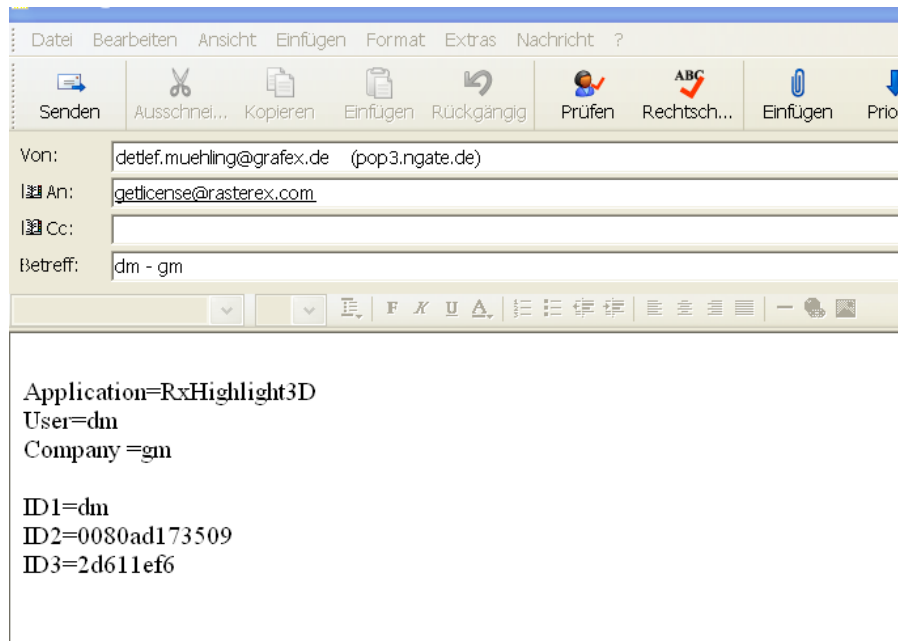 Datei Bearbeiten Ansicht Einfügen Format Extras Nachricht ?
ABC
Senden Ausschnei... Kopieren Einfügen Rückgängig Prüfen Rechtsch... Einfügen Prio
Von: detlef.muehling@grafex.de (pop3.ngate.de)
An: getlicense@rasterex.com
Cc:
Betreff: dm - gm
F K U A
Application=RxHighlight3D
User=dm
Company =gm
ID1=dm
ID2=0080ad173509
ID3=2d611ef6